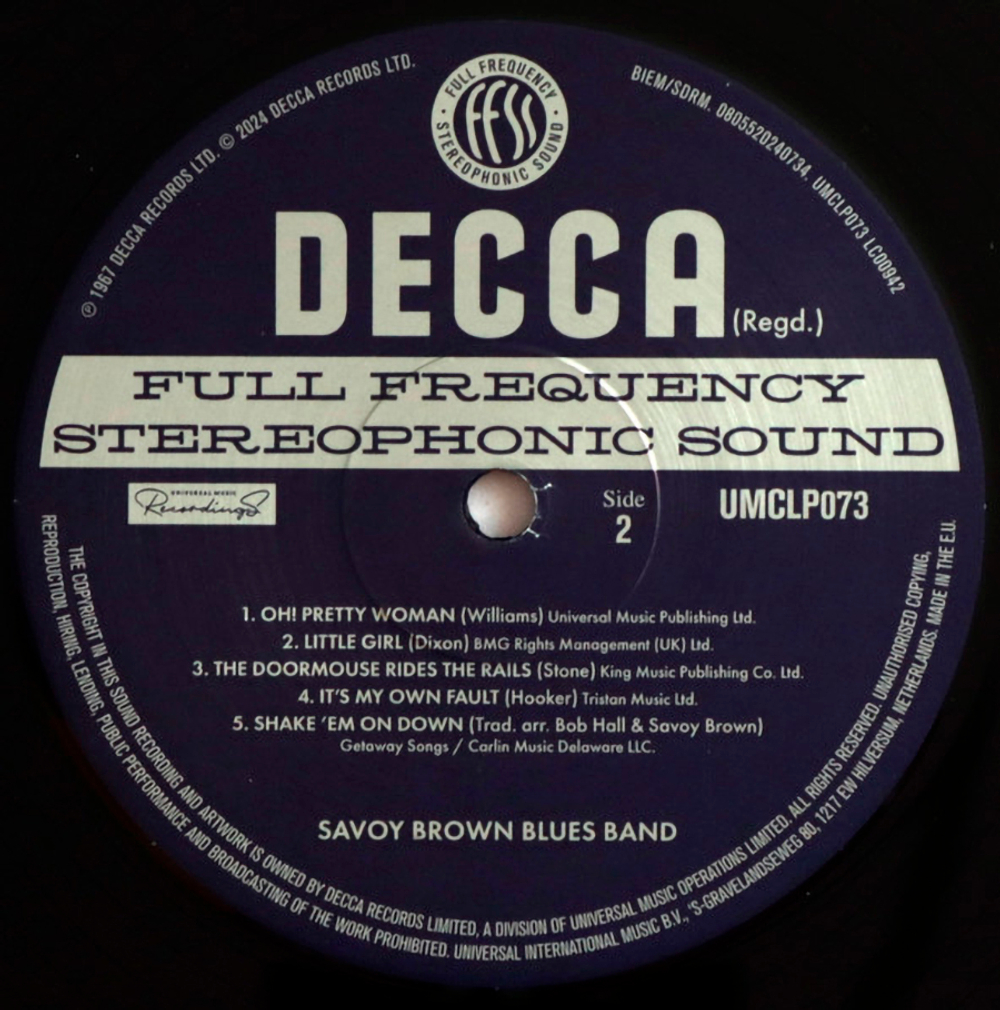 ℗ 1967 DECCA RECORDS LTD. © 2024 DECCA RECORDS LTD.
FULL FREQUENCY
STEREOPHONIC SOUND
FFSS
BIEM/SDRM. 0805520240734. UMCLP073 LC00942
DECCA (Regd.)
FULL FREQUENCY
STEREOPHONIC SOUND
UNIVERSAL MUSIC
Recordings
Side
2
UMCLP073
1. OH! PRETTY WOMAN (Williams) Universal Music Publishing Ltd.
2. LITTLE GIRL (Dixon) BMG Rights Management (UK) Ltd.
3. THE DOORMOUSE RIDES THE RAILS (Stone) King Music Publishing Co. Ltd.
4. IT'S MY OWN FAULT (Hooker) Tristan Music Ltd.
5. SHAKE 'EM ON DOWN (Trad. arr. Bob Hall & Savoy Brown)
Getaway Songs / Carlin Music Delaware LLC.
SAVOY BROWN BLUES BAND
THE COPYRIGHT IN THIS SOUND RECORDING AND ARTWORK IS OWNED BY DECCA RECORDS LIMITED, A DIVISION OF UNIVERSAL MUSIC OPERATIONS LIMITED. ALL RIGHTS RESERVED. UNAUTHORISED COPYING,
REPRODUCTION, HIRING, LENDING, PUBLIC PERFORMANCE AND BROADCASTING OF THE WORK PROHIBITED. UNIVERSAL INTERNATIONAL MUSIC B.V., 'S-GRAVELANDSEWEG 80, 1217 EW HILVERSUM, NETHERLANDS. MADE IN THE E.U.